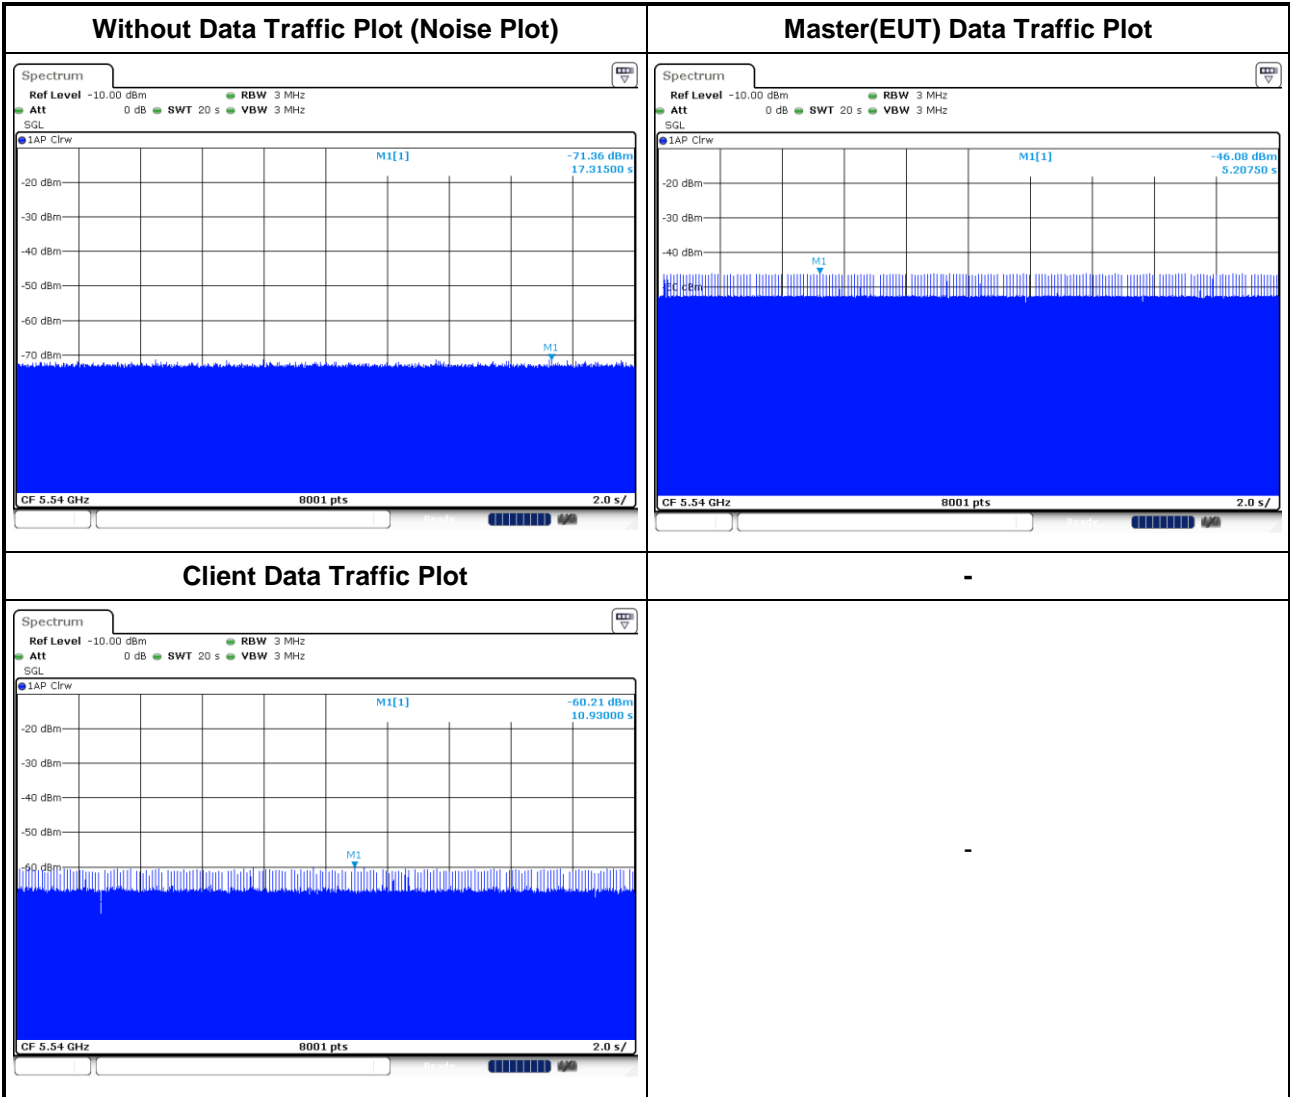 Without Data Traffic Plot (Noise Plot)
Master(EUT) Data Traffic Plot
Spectrum
Ref Level -10.00 dBm RBW 3 MHz
Att 0 dB SWT 20 s VBW 3 MHz
SGL
1AP Clrw
M1[1] -71.36 dBm
17.31500 s
-20 dBm
-30 dBm
-40 dBm
-50 dBm
-60 dBm
-70 dBm
M1
CF 5.54 GHz 8001 pts 2.0 s/
Spectrum
Ref Level -10.00 dBm RBW 3 MHz
Att 0 dB SWT 20 s VBW 3 MHz
SGL
1AP Clrw
M1[1] -46.08 dBm
5.20750 s
-20 dBm
-30 dBm
-40 dBm
M1
CF 5.54 GHz 8001 pts 2.0 s/
Ready
Client Data Traffic Plot
-
Spectrum
Ref Level -10.00 dBm RBW 3 MHz
Att 0 dB SWT 20 s VBW 3 MHz
SGL
1AP Clrw
M1[1] -60.21 dBm
10.93000 s
-20 dBm
-30 dBm
-40 dBm
-50 dBm
-60 dBm
M1
CF 5.54 GHz 8001 pts 2.0 s/
Ready
-